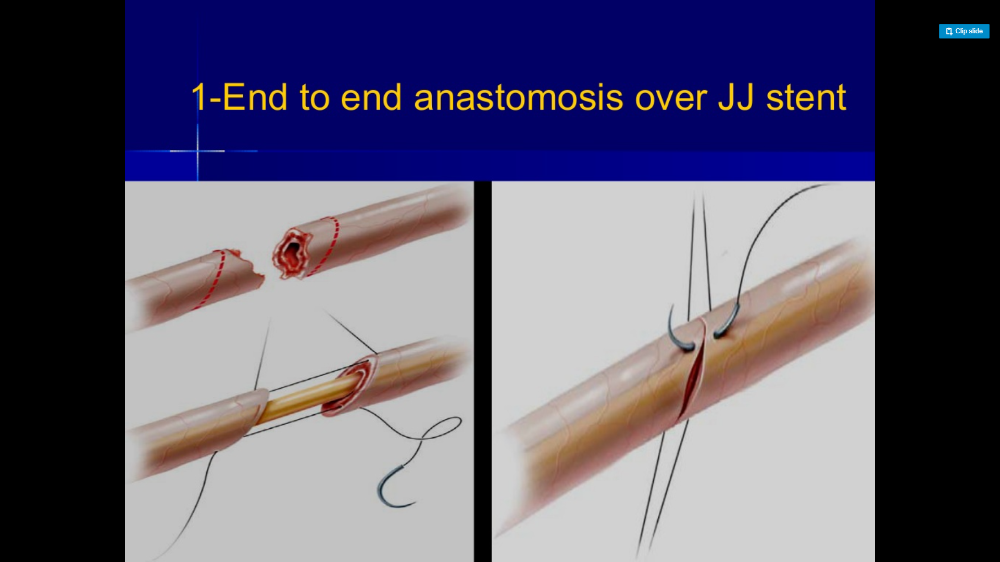 Clip slide
1-End to end anastomosis over JJ stent